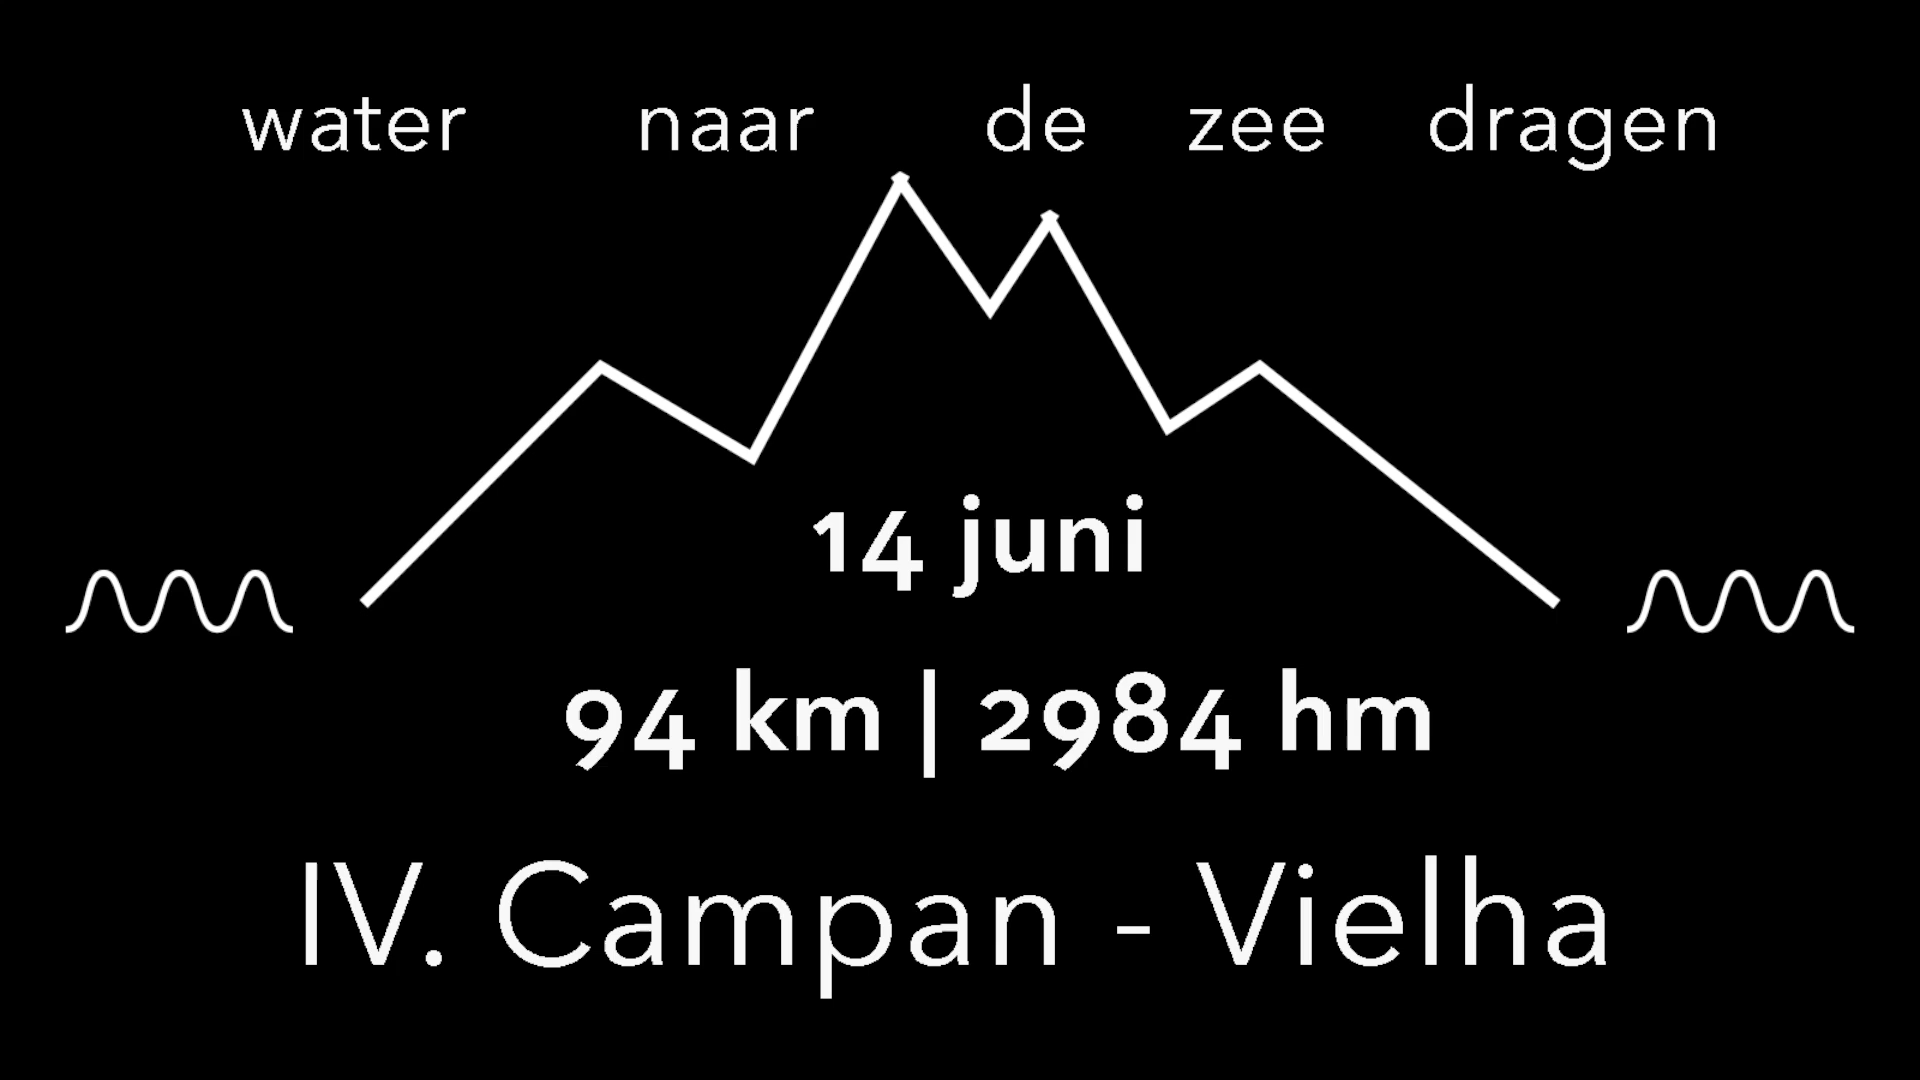 water naar de zee dragen
14 juni
94 km | 2984 hm
IV. Campan - Vielha